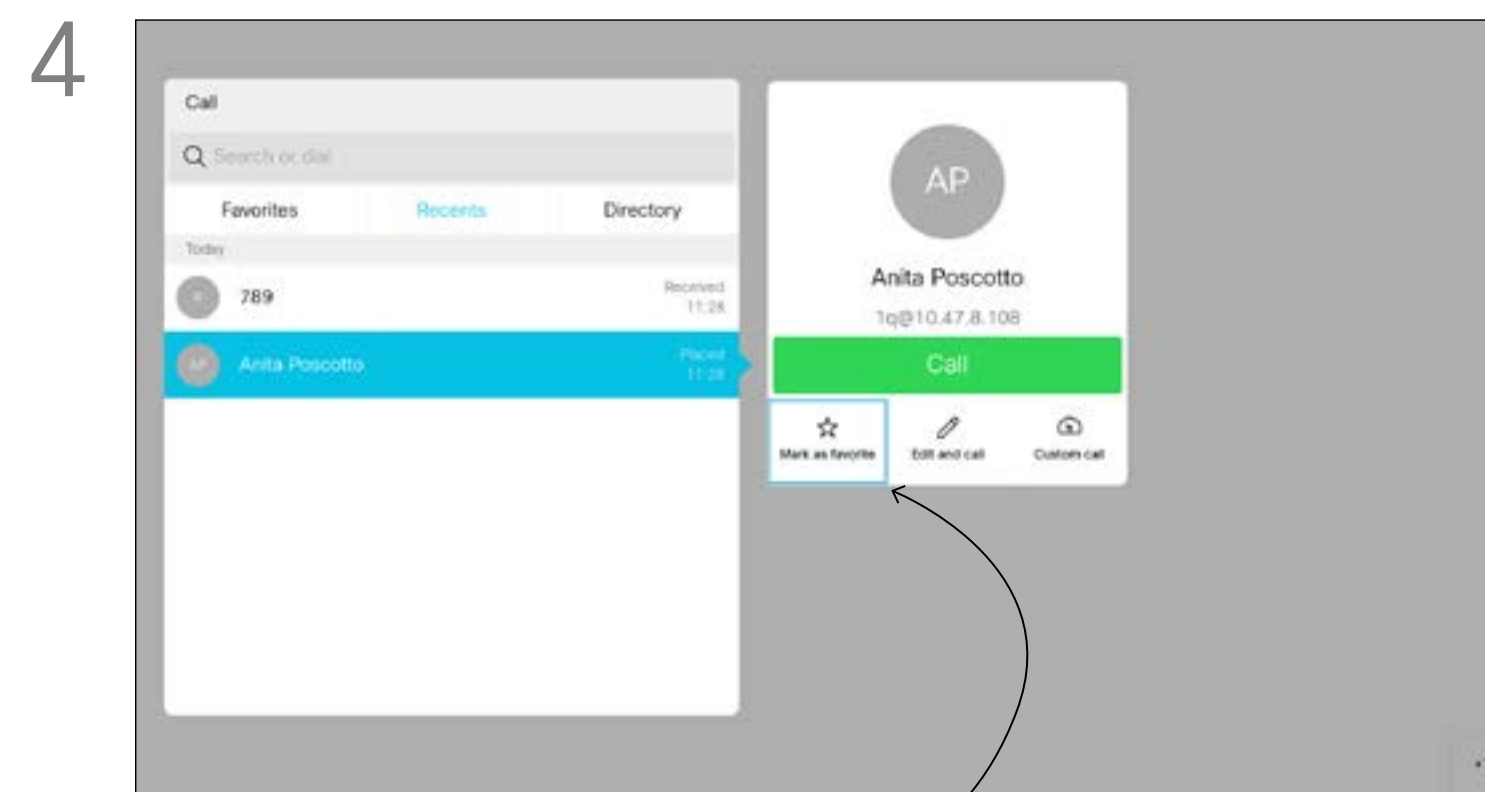 4
Call
Search or dial
Favorites Recents Directory
Today
789 Received
11:28
AP Anita Poscotto Placed
11:28
AP
Anita Poscotto
1q@10.47.8.108
Call
Mark as favorite Edit and call Custom call